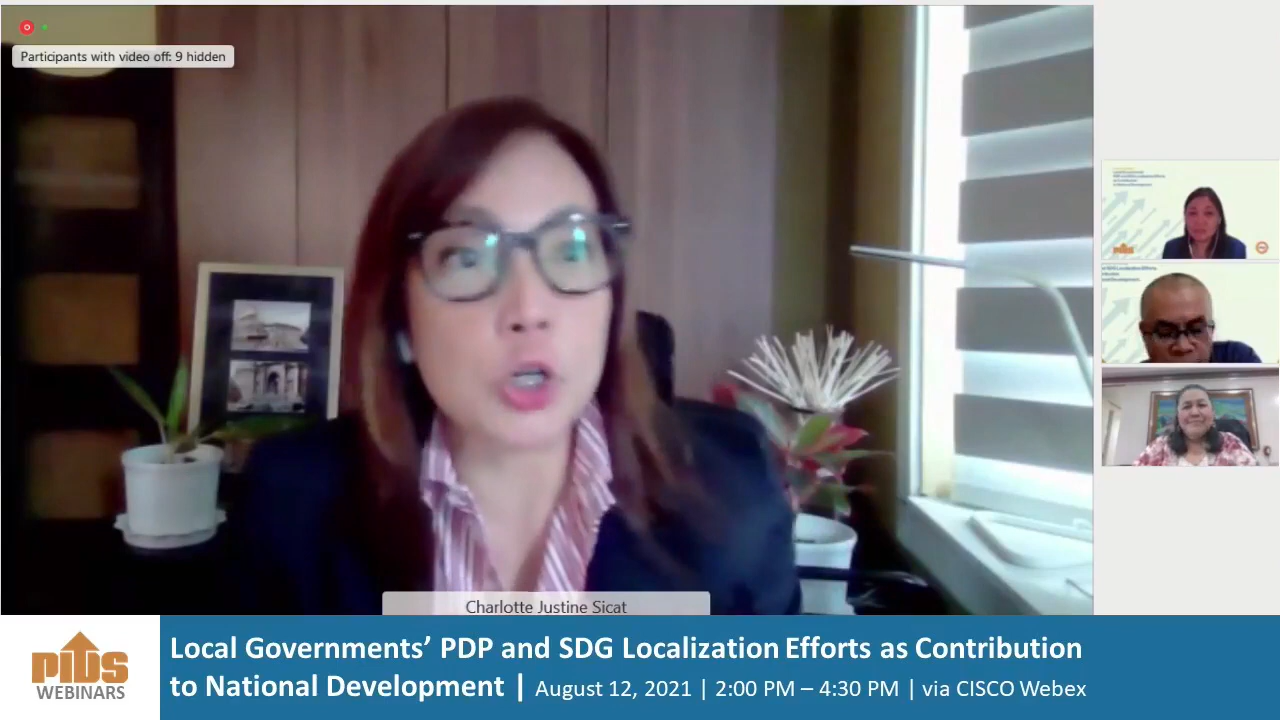 Participants with video off: 9 hidden
Charlotte Justine Sicat
Local Governments’ PDP and SDG Localization Efforts as Contribution
to National Development | August 12, 2021 | 2:00 PM – 4:30 PM | via CISCO Webex
PIDS
WEBINARS